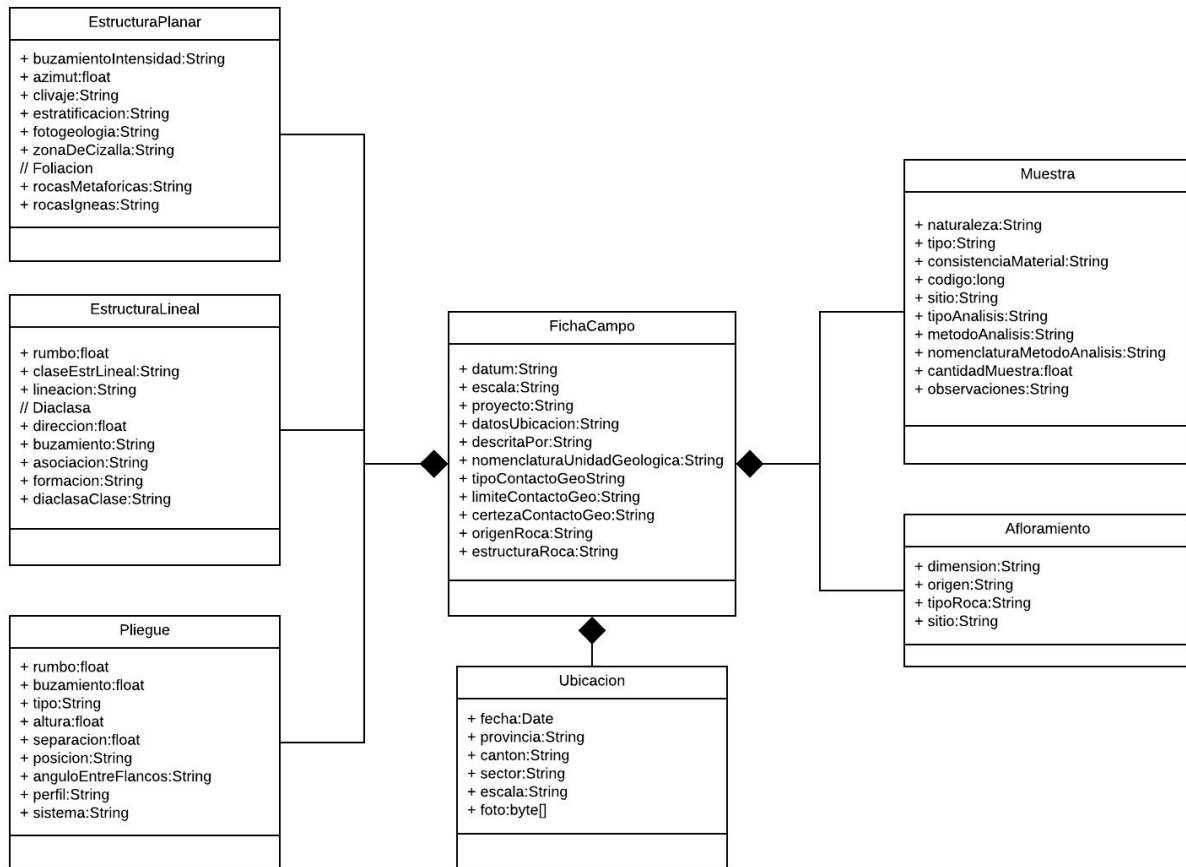 EstructuraPlanar
+ buzamientoIntensidad:String
+ azimut:float
+ clivaje:String
+ estratificacion:String
+ fotogeologia:String
+ zonaDeCizalla:String
// Foliacion
+ rocasMetaforicas:String
+ rocasIgneas:String
EstructuraLineal
+ rumbo:float
+ claseEstrLineal:String
+ lineacion:String
// Diaclasa
+ direccion:float
+ buzamiento:String
+ asociacion:String
+ formacion:String
+ diaclasaClase:String
Pliegue
+ rumbo:float
+ buzamiento:float
+ tipo:String
+ altura:float
+ separacion:float
+ posicion:String
+ anguloEntreFlancos:String
+ perfil:String
+ sistema:String
FichaCampo
+ datum:String
+ escala:String
+ proyecto:String
+ datosUbicacion:String
+ descritaPor:String
+ nomenclaturaUnidadGeologica:String
+ tipoContactoGeoString
+ limiteContactoGeo:String
+ certezaContactoGeo:String
+ origenRoca:String
+ estructuraRoca:String
Ubicacion
+ fecha:Date
+ provincia:String
+ canton:String
+ sector:String
+ escala:String
+ foto:byte[]
Muestra
+ naturaleza:String
+ tipo:String
+ consistenciaMaterial:String
+ codigo:long
+ sitio:String
+ tipoAnalisis:String
+ metodoAnalisis:String
+ nomenclaturaMetodoAnalisis:String
+ cantidadMuestra:float
+ observaciones:String
Afloramiento
+ dimension:String
+ origen:String
+ tipoRoca:String
+ sitio:String